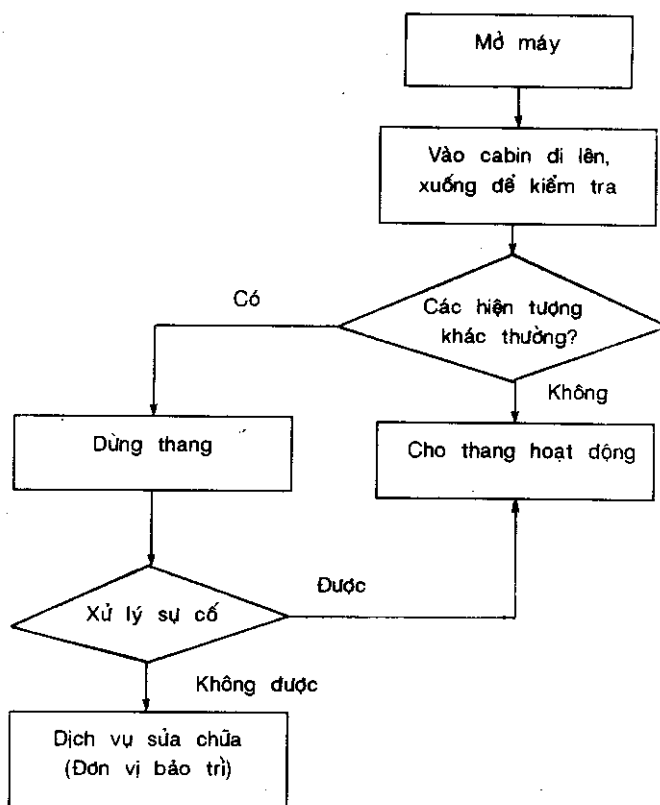 Mở máy
Vào cabin đi lên,
xuống để kiểm tra
Có
Các hiện tượng
khác thường?
Không
Dừng thang
Cho thang hoạt động
Được
Xử lý sự cố
Không được
Dịch vụ sửa chữa
(Đơn vị bảo trì)